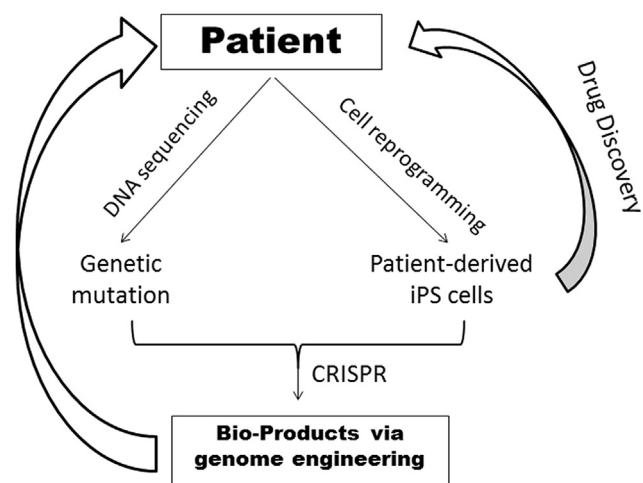 Patient
DNA sequencing
Cell reprogramming
Drug Discovery
Genetic
mutation
Patient-derived
iPS cells
CRISPR
Bio-Products via
genome engineering